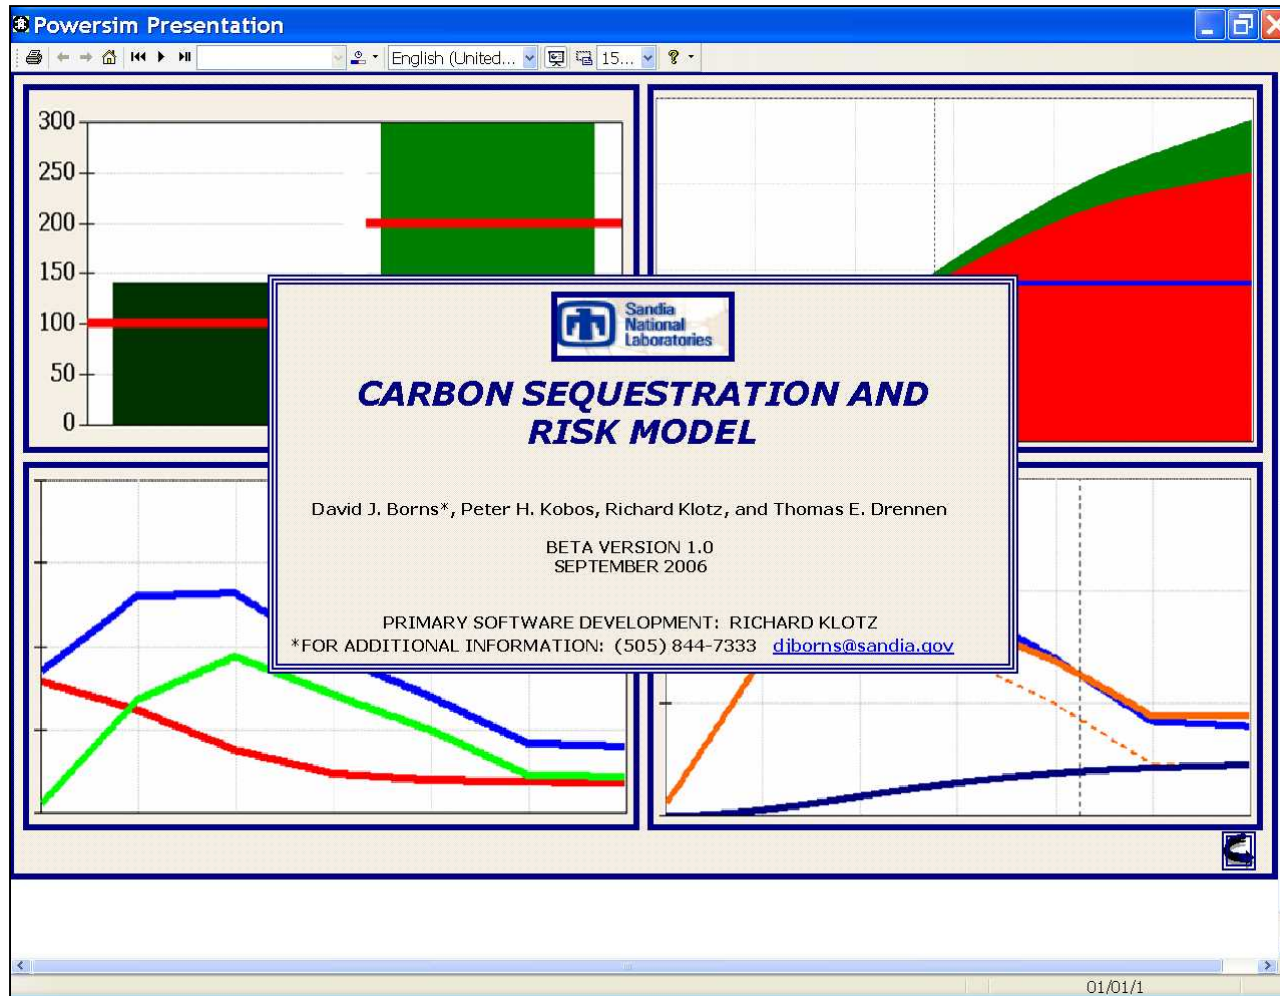 Powersim Presentation
English (United... 15...
300
250
200
150
100
50
0
Sandia
National
Laboratories
CARBON SEQUESTRATION AND
RISK MODEL
David J. Borns*, Peter H. Kobos, Richard Klotz, and Thomas E. Drennen
BETA VERSION 1.0
SEPTEMBER 2006
PRIMARY SOFTWARE DEVELOPMENT: RICHARD KLOTZ
*FOR ADDITIONAL INFORMATION: (505) 844-7333 djborns@sandia.gov
01/01/1